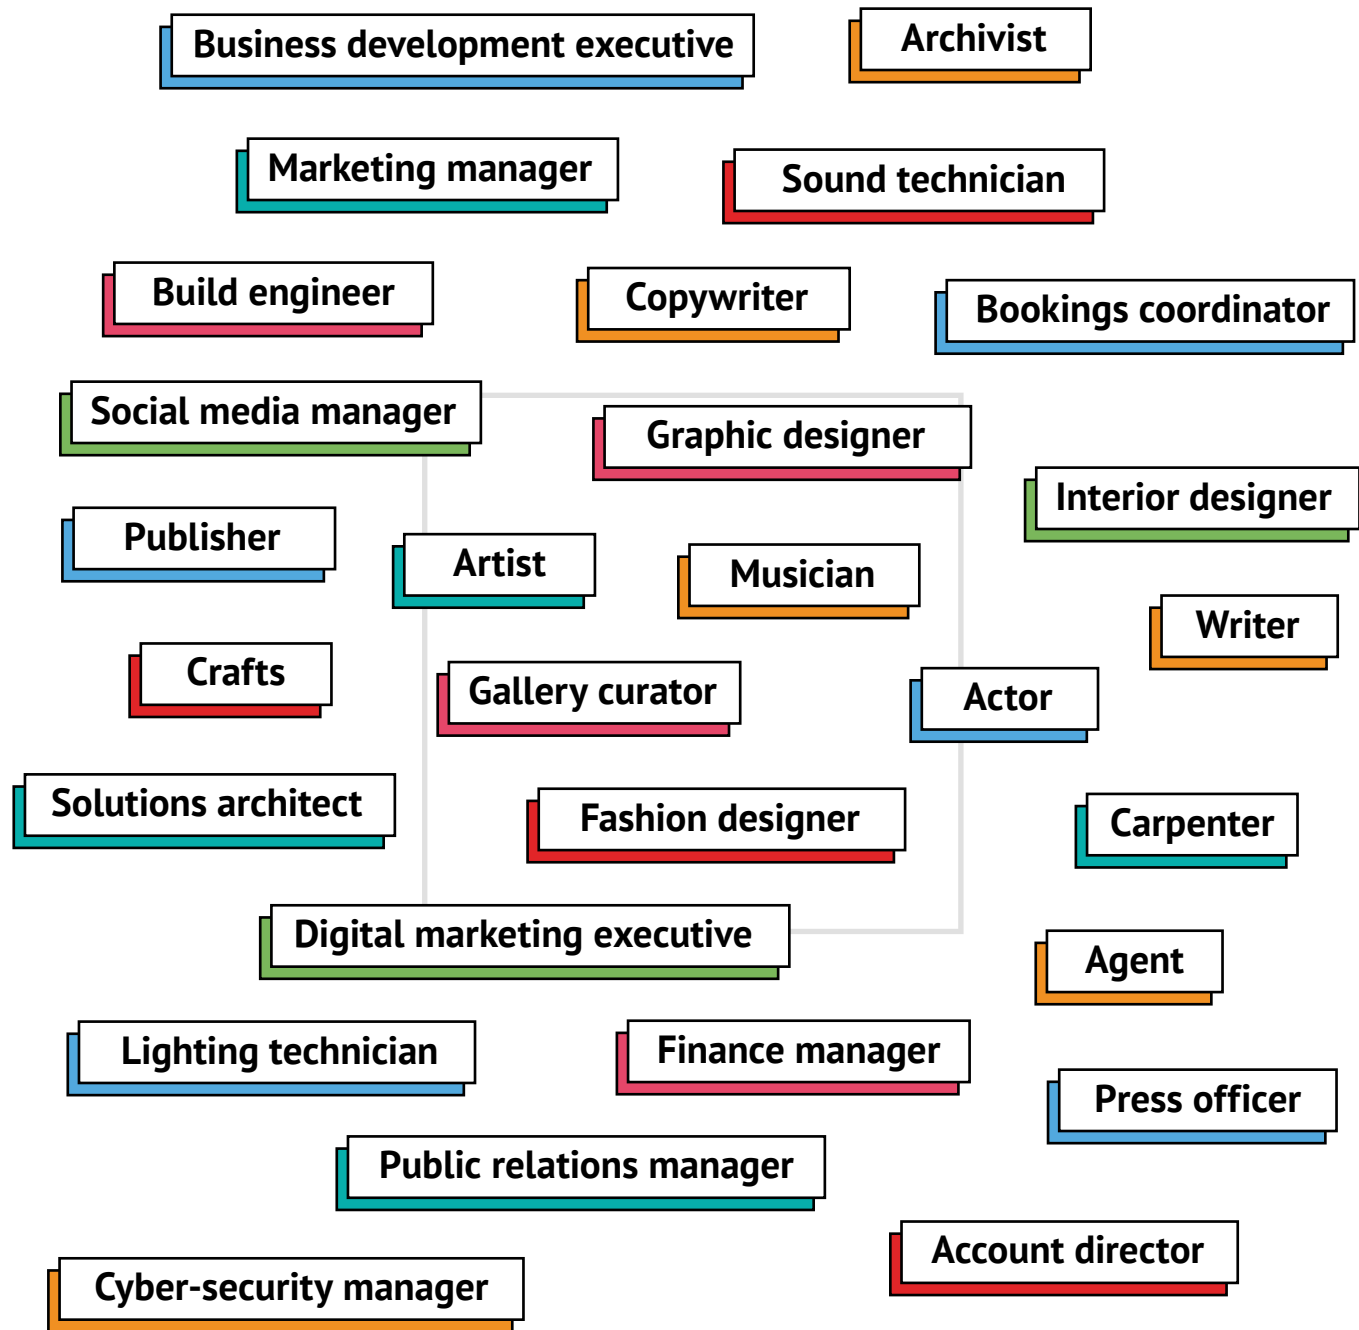 Business development executive
Archivist
Marketing manager
Sound technician
Build engineer
Copywriter
Bookings coordinator
Social media manager
Graphic designer
Interior designer
Publisher
Artist
Musician
Writer
Crafts
Gallery curator
Actor
Solutions architect
Fashion designer
Carpenter
Digital marketing executive
Agent
Lighting technician
Finance manager
Press officer
Public relations manager
Account director
Cyber-security manager